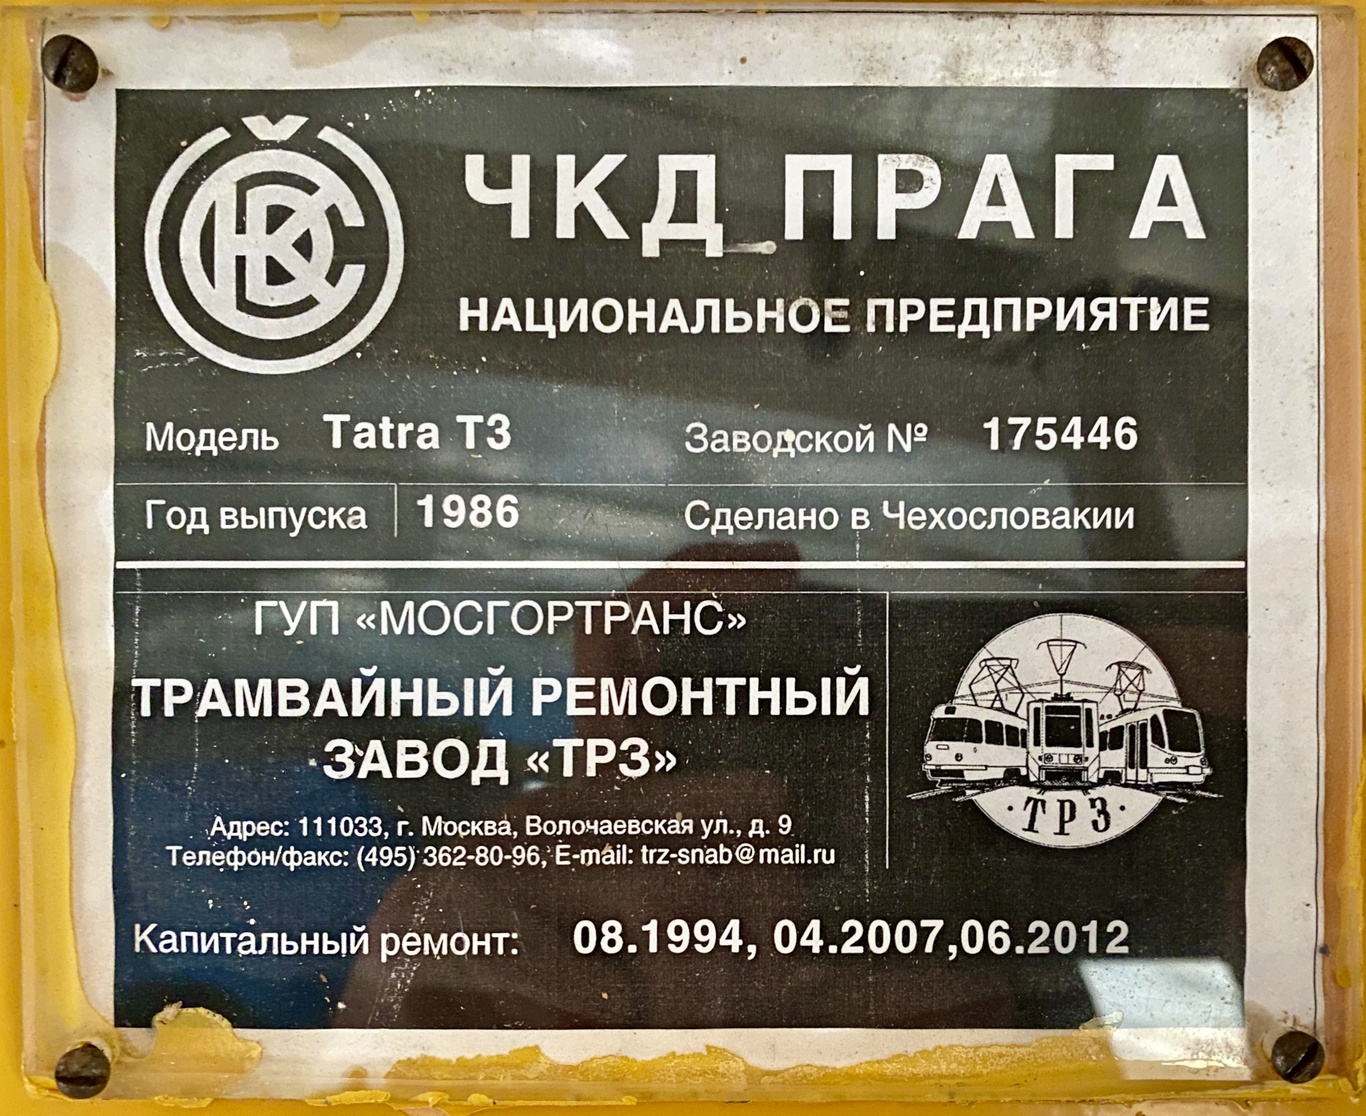 ČKD
ЧКД ПРАГА
НАЦИОНАЛЬНОЕ ПРЕДПРИЯТИЕ
Модель Tatra T3 Заводской № 175446
Год выпуска 1986 Сделано в Чехословакии
ГУП «МОСГОРТРАНС»
ТРАМВАЙНЫЙ РЕМОНТНЫЙ
ЗАВОД «ТРЗ»
Адрес: 111033, г. Москва, Волочаевская ул., д. 9
Телефон/факс: (495) 362-80-96, E-mail: trz-snab@mail.ru
·ТРЗ·
Капитальный ремонт: 08.1994, 04.2007,06.2012